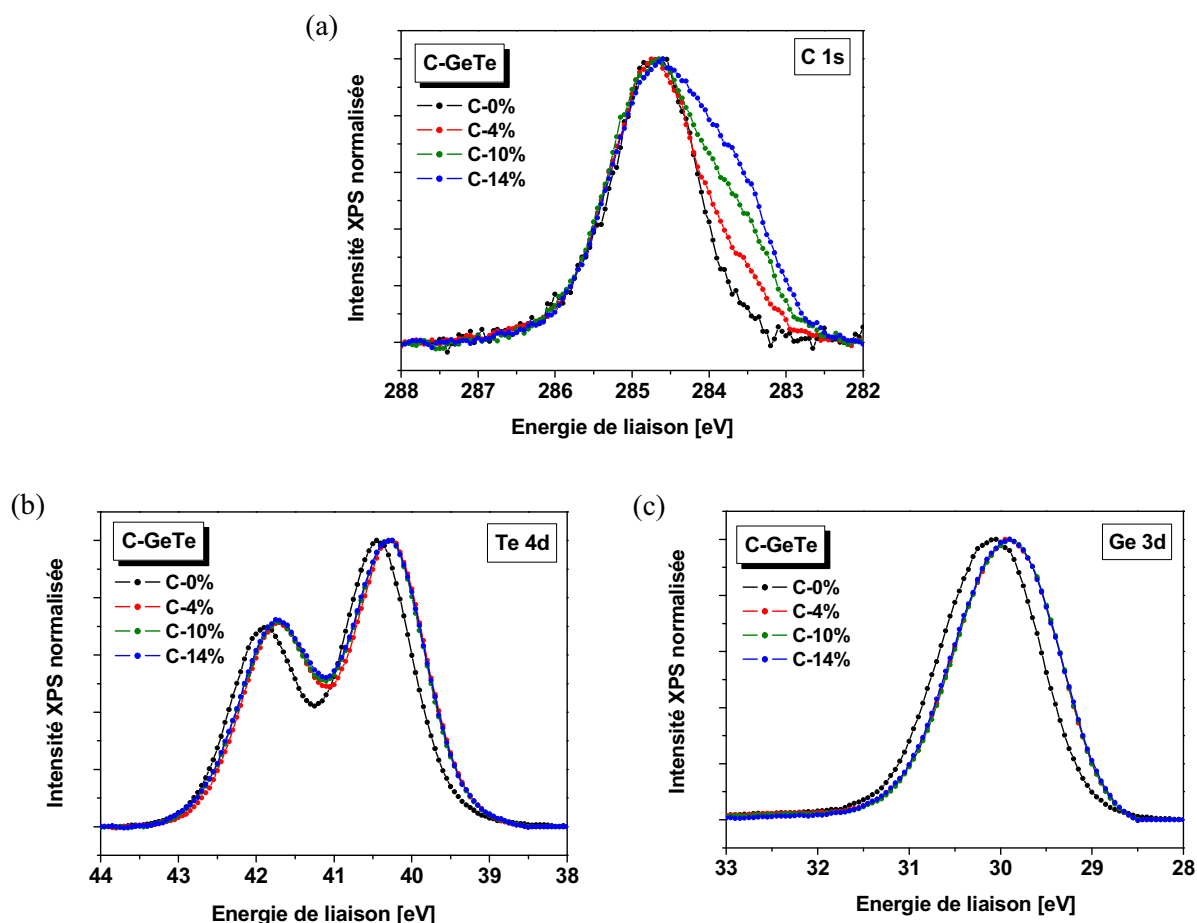 (a)
C-GeTe
C 1s
C-0%
C-4%
C-10%
C-14%
Intensité XPS normalisée
288 287 286 285 284 283 282
Energie de liaison [eV]
(b)
C-GeTe
Te 4d
C-0%
C-4%
C-10%
C-14%
Intensité XPS normalisée
44 43 42 41 40 39 38
Energie de liaison [eV]
(c)
C-GeTe
Ge 3d
C-0%
C-4%
C-10%
C-14%
Intensité XPS normalisée
33 32 31 30 29 28
Energie de liaison [eV]